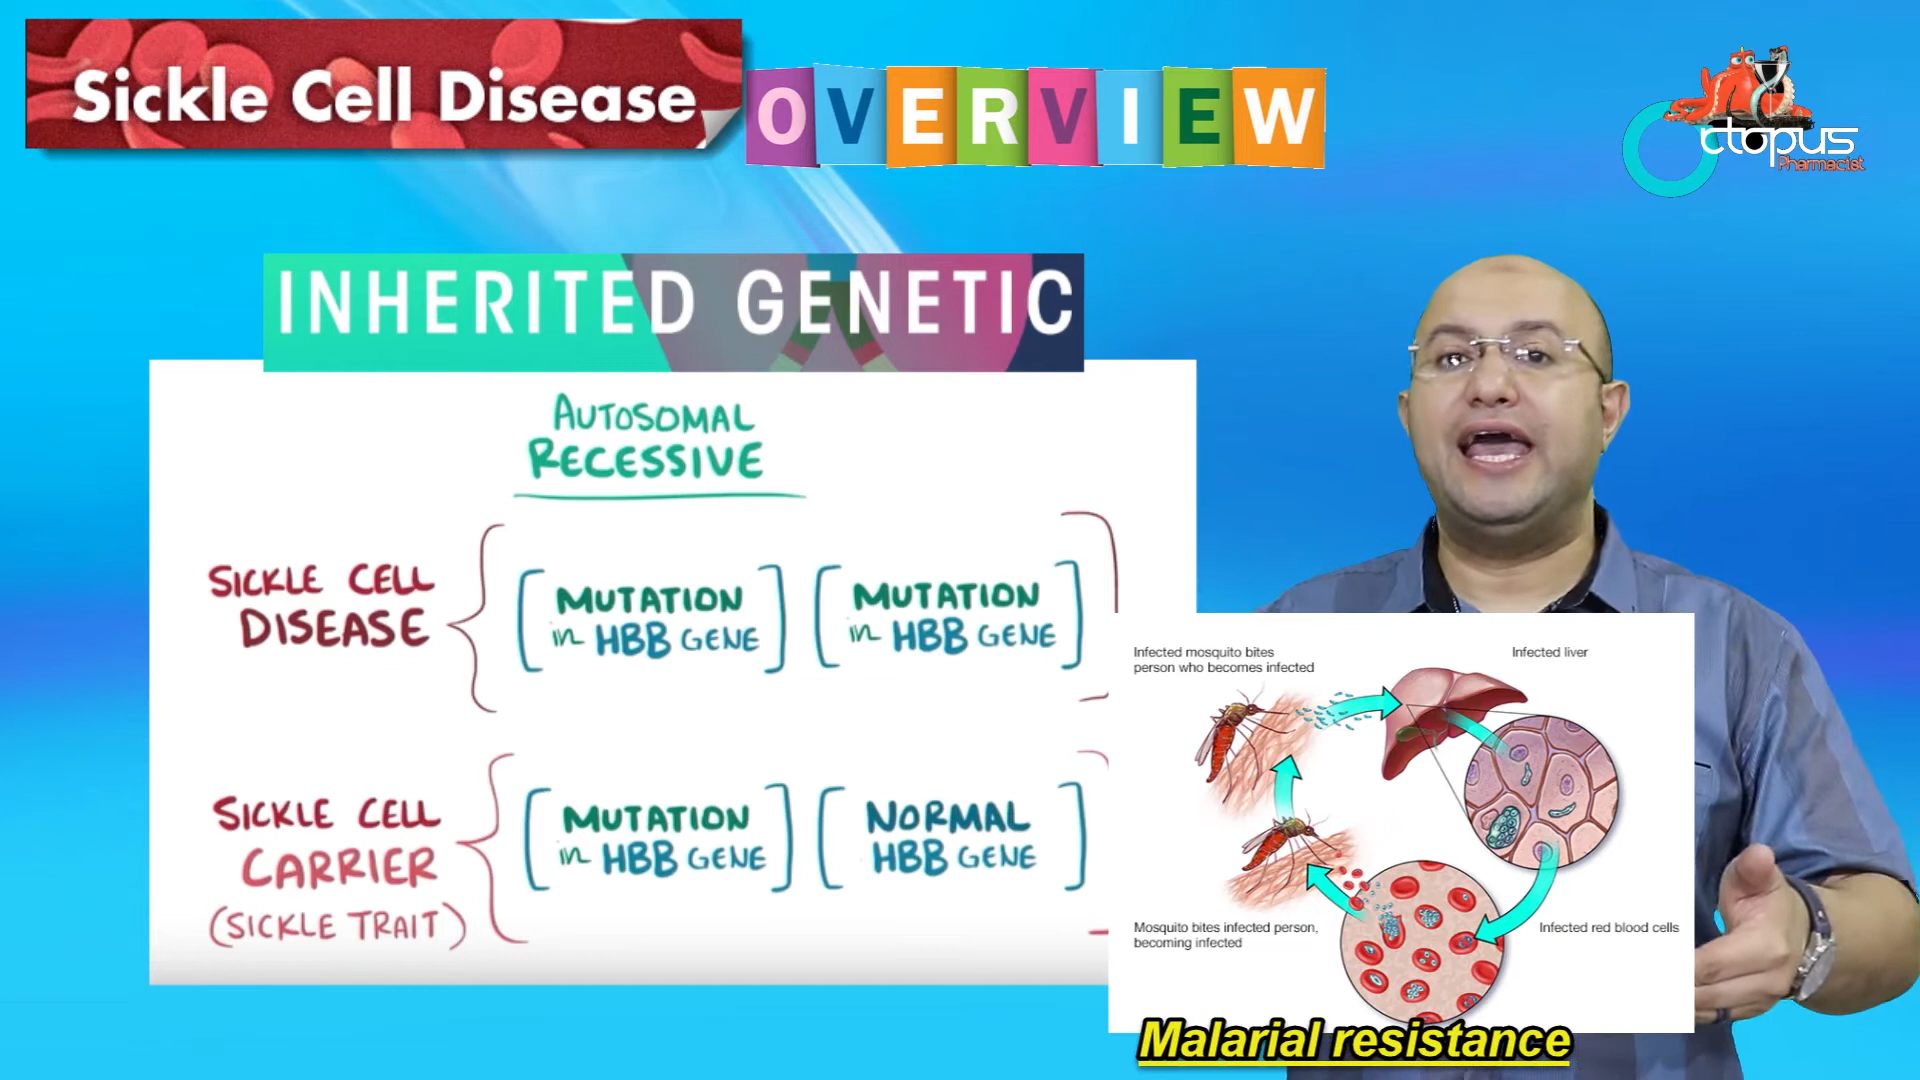 Sickle Cell Disease
OVERVIEW
ctopus
Pharmacist
INHERITED GENETIC
AUTOSOMAL
RECESSIVE
SICKLE CELL
DISEASE
MUTATION
in HBB GENE
MUTATION
in HBB GENE
SICKLE CELL
CARRIER
(SICKLE TRAIT)
MUTATION
in HBB GENE
NORMAL
HBB GENE
Infected mosquito bites
person who becomes infected
Infected liver
Mosquito bites infected person,
becoming infected
Infected red blood cells
Malarial resistance